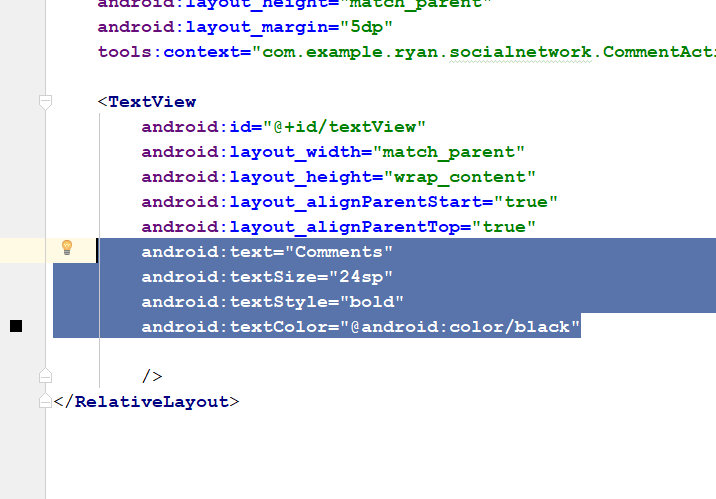 android:layout_height="match_parent"
android:layout_margin="5dp"
tools:context="com.example.ryan.socialnetwork.CommentActi
<TextView
android:id="@+id/textView"
android:layout_width="match_parent"
android:layout_height="wrap_content"
android:layout_alignParentStart="true"
android:layout_alignParentTop="true"
android:text="Comments"
android:textSize="24sp"
android:textStyle="bold"
android:textColor="@android:color/black"
/>
</RelativeLayout>